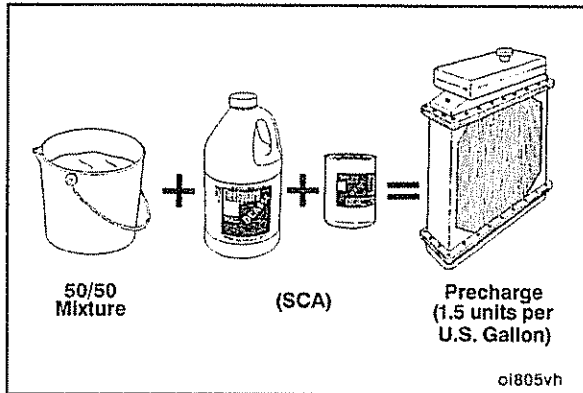 50/50
Mixture
(SCA)
Precharge
(1.5 units per
U.S. Gallon)
oi805vh